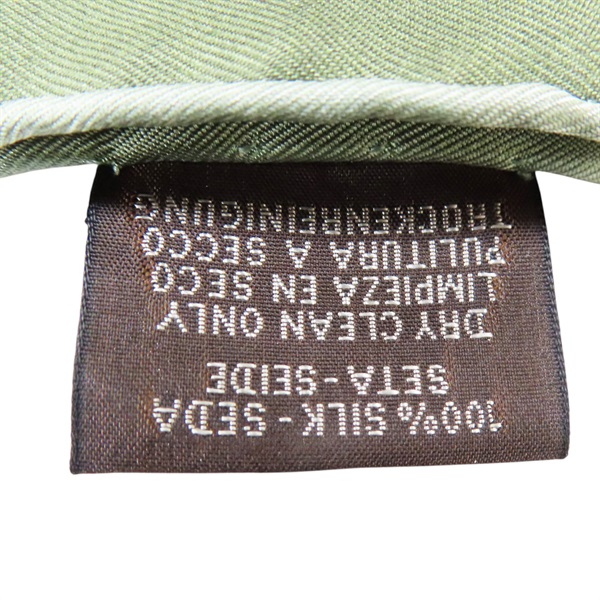 100% SILK - SEDA
SETA - SEIDE
DRY CLEAN ONLY
LIMPIEZA EN SECO
PULITURA A SECCO
TROCKENREINIGUNG